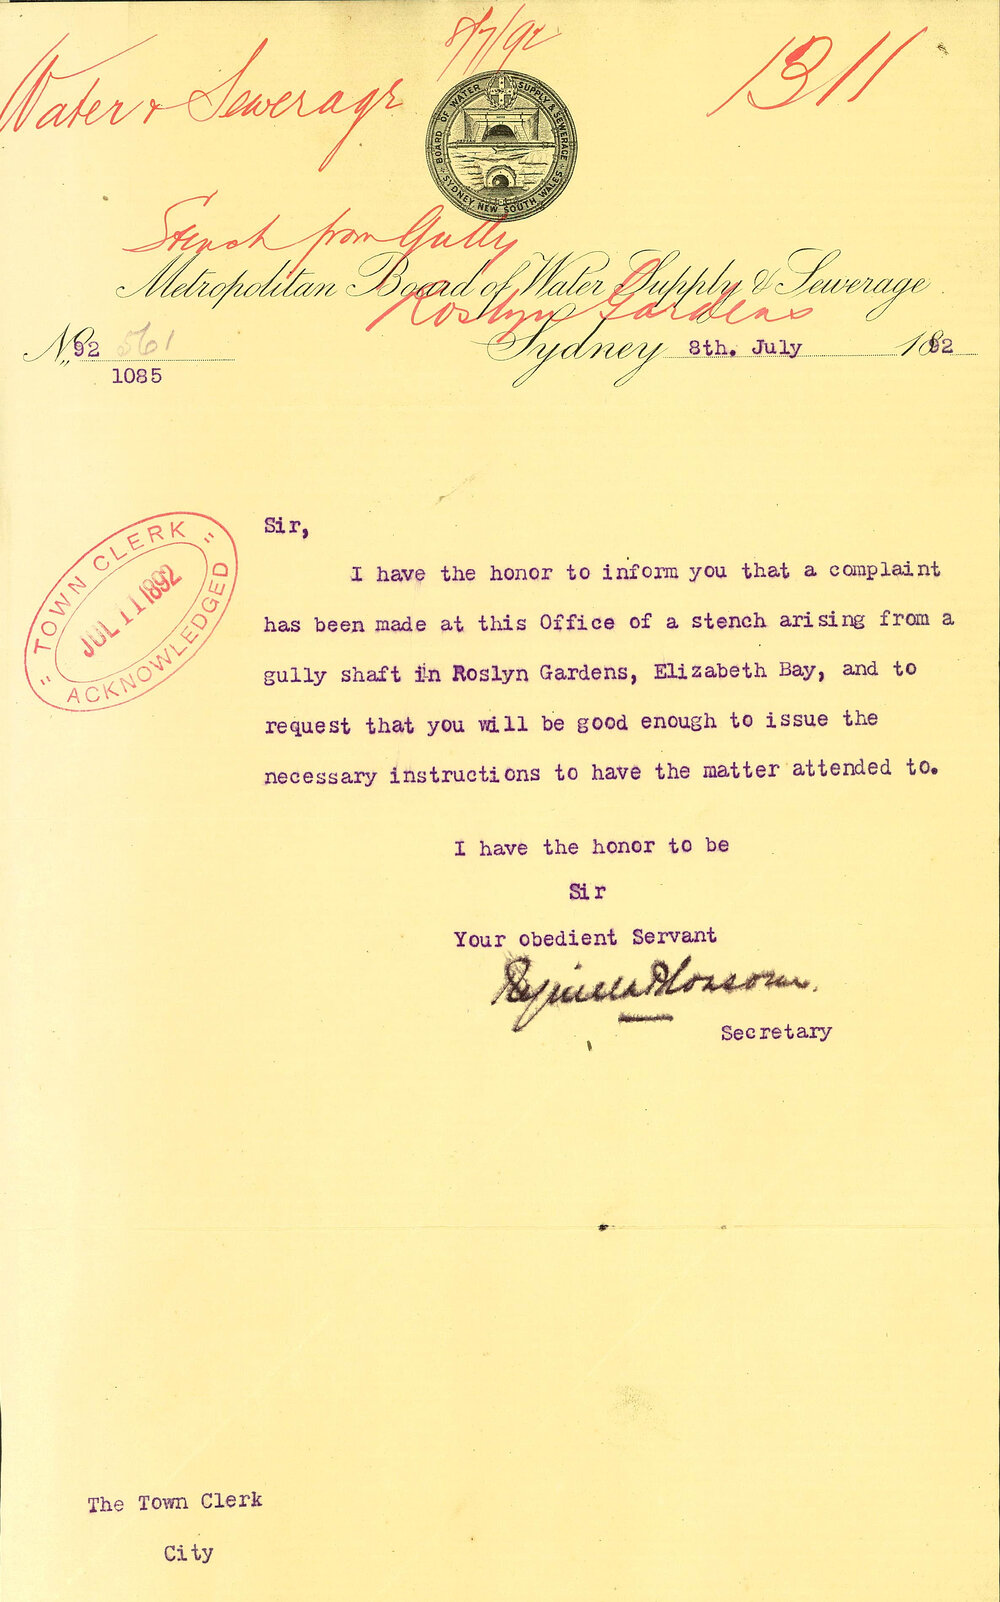 8/7/92
Water & Sewerage
1311
BOARD OF WATER SUPPLY & SEWERAGE
SYDNEY. NEW SOUTH WALES
Stench from Gully
Metropolitan Board of Water Supply & Sewerage
Roslyn Gardens
No. 92 561
1085
Sydney 8th. July 1892
"TOWN CLERK"
JUL 11 1892
ACKNOWLEDGED
Sir,
I have the honor to inform you that a complaint
has been made at this Office of a stench arising from a
gully shaft in Roslyn Gardens, Elizabeth Bay, and to
request that you will be good enough to issue the
necessary instructions to have the matter attended to.
I have the honor to be
Sir
Your obedient Servant
Secretary
The Town Clerk
City